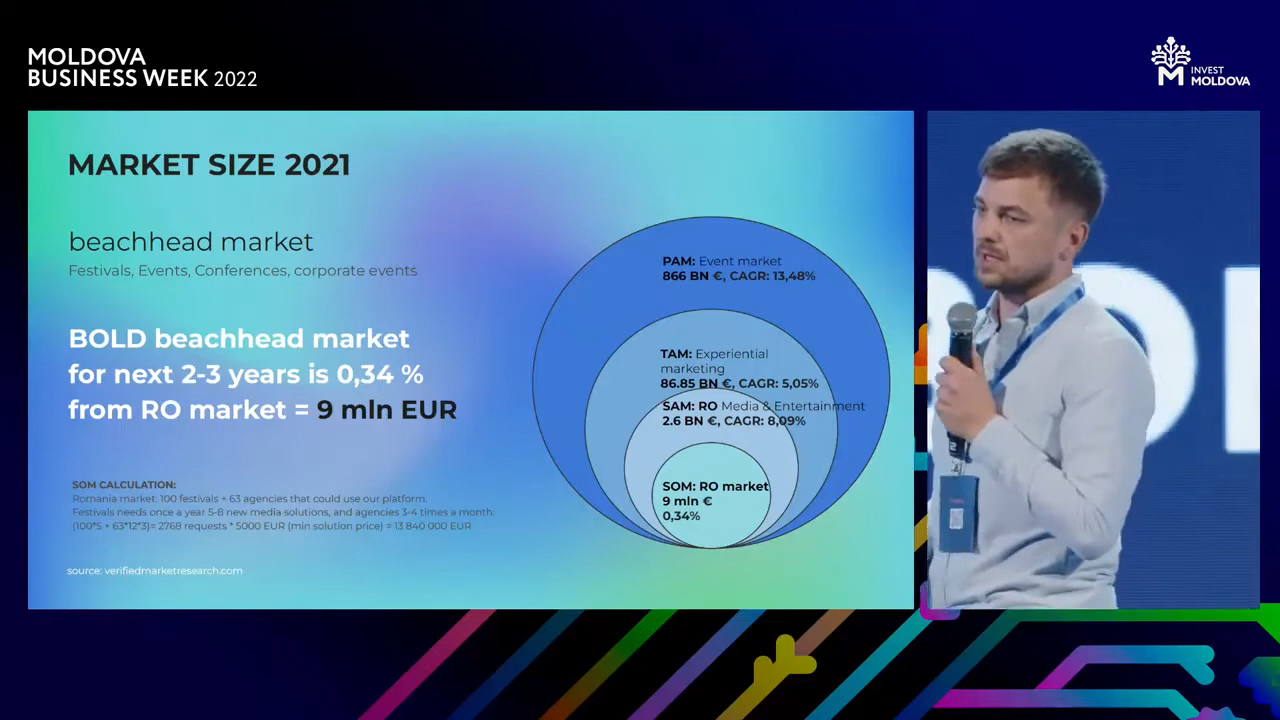 MOLDOVA
BUSINESS WEEK 2022
INVEST
MOLDOVA
MARKET SIZE 2021
beachhead market
Festivals, Events, Conferences, corporate events
BOLD beachhead market
for next 2-3 years is 0,34 %
from RO market = 9 mln EUR
SOM CALCULATION:
Romania market: 100 festivals + 63 agencies that could use our platform.
Festivals needs once a year 5-8 new media solutions, and agencies 3-4 times a month:
(100*5 + 63*12*3)= 2768 requests * 5000 EUR (min solution price) = 13 840 000 EUR
source: verifiedmarketresearch.com
PAM: Event market
866 BN €, CAGR: 13,48%
TAM: Experiential
marketing
86.85 BN €, CAGR: 5,05%
SAM: RO Media & Entertainment
2.6 BN €, CAGR: 8,09%
SOM: RO market
9 mln €
0,34%